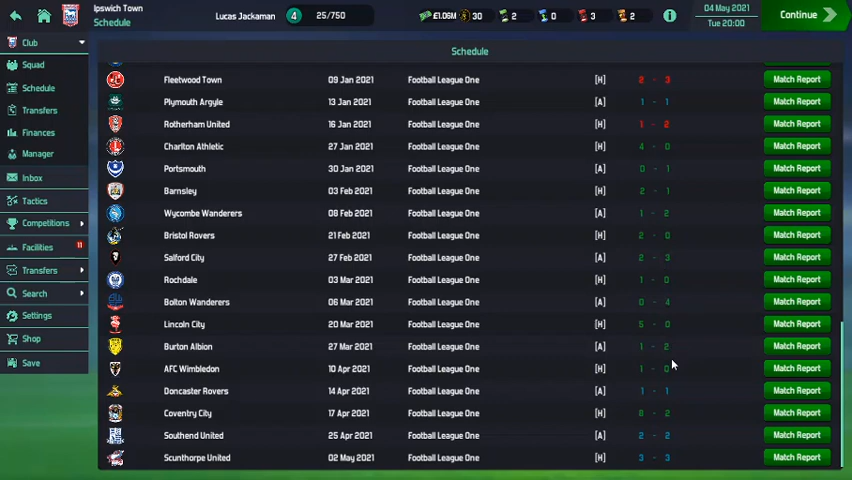 Ipswich Town
Schedule
Lucas Jackaman 4 25/750
£1.06M 30 2 0 3 2
04 May 2021
Tue 20:00
Continue
Club
Squad
Schedule
Transfers
Finances
Manager
Inbox
Tactics
Competitions
Facilities 11
Transfers
Search
Settings
Shop
Save
Schedule
Fleetwood Town 09 Jan 2021 Football League One [H] 2 - 3 Match Report
Plymouth Argyle 13 Jan 2021 Football League One [A] 1 - 1 Match Report
Rotherham United 16 Jan 2021 Football League One [H] 1 - 2 Match Report
Charlton Athletic 27 Jan 2021 Football League One [H] 4 - 0 Match Report
Portsmouth 30 Jan 2021 Football League One [A] 0 - 1 Match Report
Barnsley 03 Feb 2021 Football League One [H] 2 - 1 Match Report
Wycombe Wanderers 08 Feb 2021 Football League One [A] 1 - 2 Match Report
Bristol Rovers 21 Feb 2021 Football League One [H] 2 - 0 Match Report
Salford City 27 Feb 2021 Football League One [A] 2 - 3 Match Report
Rochdale 03 Mar 2021 Football League One [H] 1 - 0 Match Report
Bolton Wanderers 06 Mar 2021 Football League One [A] 0 - 4 Match Report
Lincoln City 20 Mar 2021 Football League One [H] 5 - 0 Match Report
Burton Albion 27 Mar 2021 Football League One [A] 1 - 2 Match Report
AFC Wimbledon 10 Apr 2021 Football League One [H] 1 - 0 Match Report
Doncaster Rovers 14 Apr 2021 Football League One [A] 1 - 1 Match Report
Coventry City 17 Apr 2021 Football League One [H] - 2 Match Report
Southend United 25 Apr 2021 Football League One [A] 2 - 2 Match Report
Scunthorpe United 02 May 2021 Football League One [H] 3 - 3 Match Report